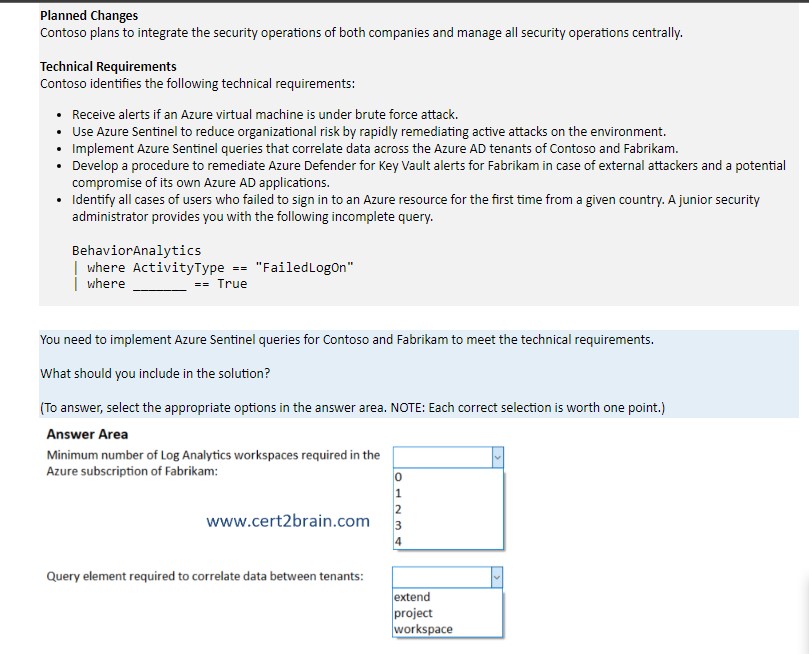 Planned Changes
Contoso plans to integrate the security operations of both companies and manage all security operations centrally.
Technical Requirements
Contoso identifies the following technical requirements:
• Receive alerts if an Azure virtual machine is under brute force attack.
• Use Azure Sentinel to reduce organizational risk by rapidly remediating active attacks on the environment.
• Implement Azure Sentinel queries that correlate data across the Azure AD tenants of Contoso and Fabrikam.
• Develop a procedure to remediate Azure Defender for Key Vault alerts for Fabrikam in case of external attackers and a potential
compromise of its own Azure AD applications.
• Identify all cases of users who failed to sign in to an Azure resource for the first time from a given country. A junior security
administrator provides you with the following incomplete query.
BehaviorAnalytics
| where ActivityType == "FailedLogOn"
| where _______ == True
You need to implement Azure Sentinel queries for Contoso and Fabrikam to meet the technical requirements.
What should you include in the solution?
(To answer, select the appropriate options in the answer area. NOTE: Each correct selection is worth one point.)
Answer Area
Minimum number of Log Analytics workspaces required in the
Azure subscription of Fabrikam:
0
1
2
3
4
www.cert2brain.com
Query element required to correlate data between tenants:
extend
project
workspace